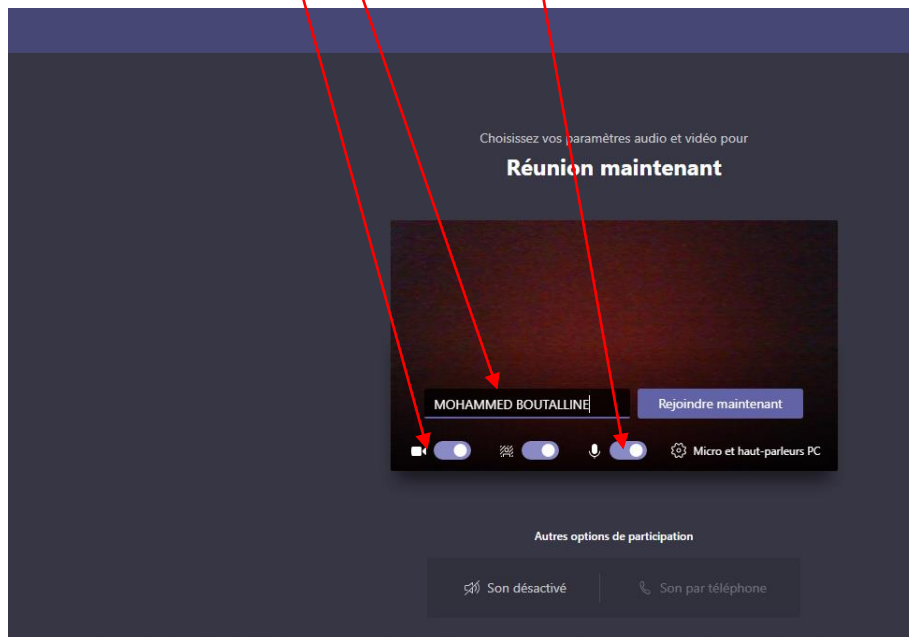 Choisissez vos paramètres audio et vidéo pour
Réunion maintenant
MOHAMMED BOUTALLINE
Rejoindre maintenant
Micro et haut-parleurs PC
Autres options de participation
Son désactivé
Son par téléphone